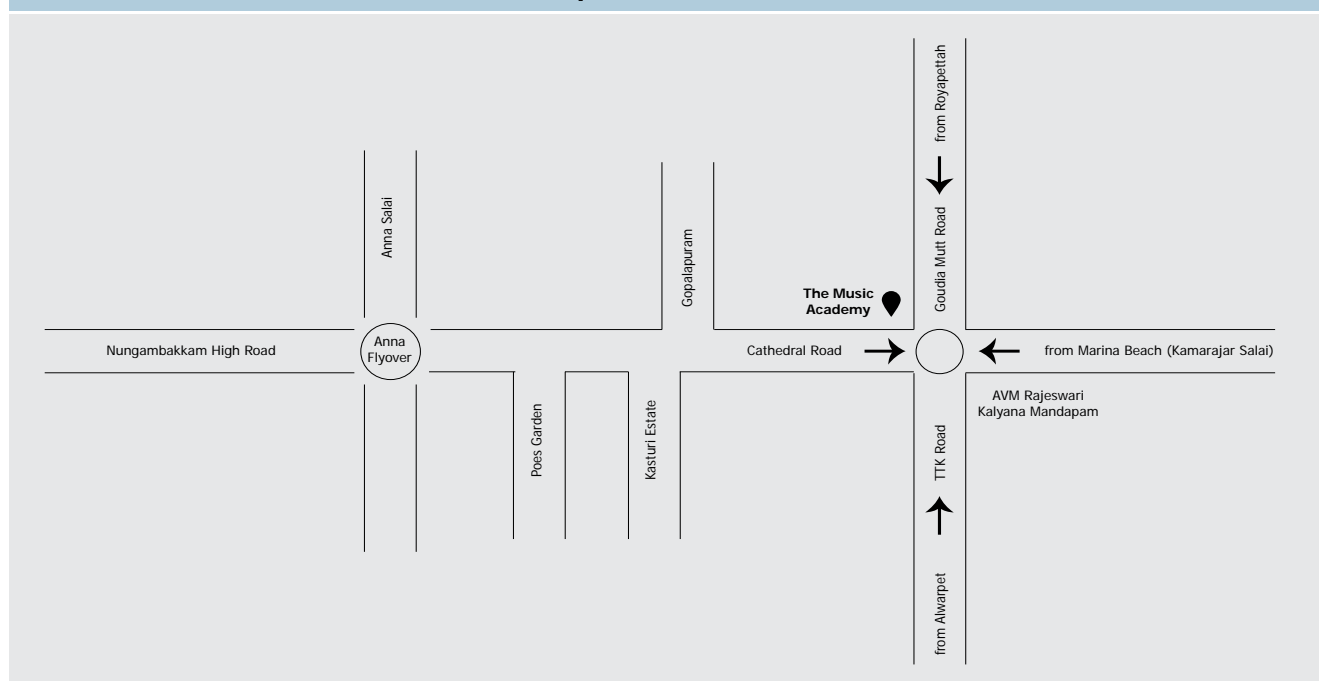 from Royapettah
Anna Salai
Goudia Mutt Road
Gopalapuram
The Music
Academy
Nungambakkam High Road
Anna
Flyover
Cathedral Road
from Marina Beach (Kamarajar Salai)
AVM Rajeswari
Kalyana Mandapam
Poes Garden
Kasturi Estate
TTK Road
from Alwarpet